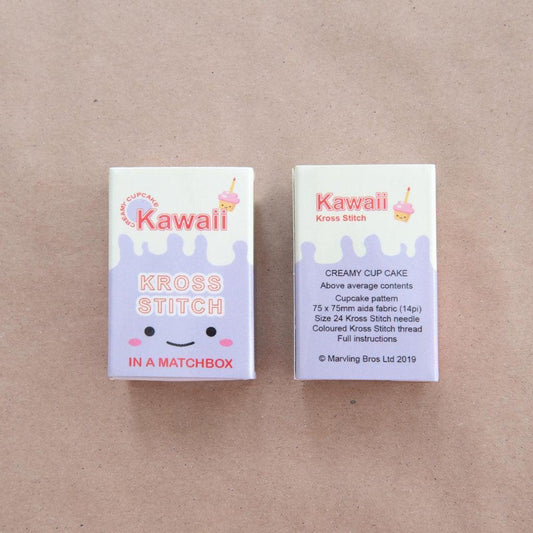 CREAMY CUPCAKE
Kawaii
KROSS
STITCH
IN A MATCHBOX
Kawaii
Kross Stitch
CREAMY CUP CAKE
Above average contents
Cupcake pattern
75 x 75mm aida fabric (14pi)
Size 24 Kross Stitch needle
Coloured Kross Stitch thread
Full instructions
© Marvling Bros Ltd 2019